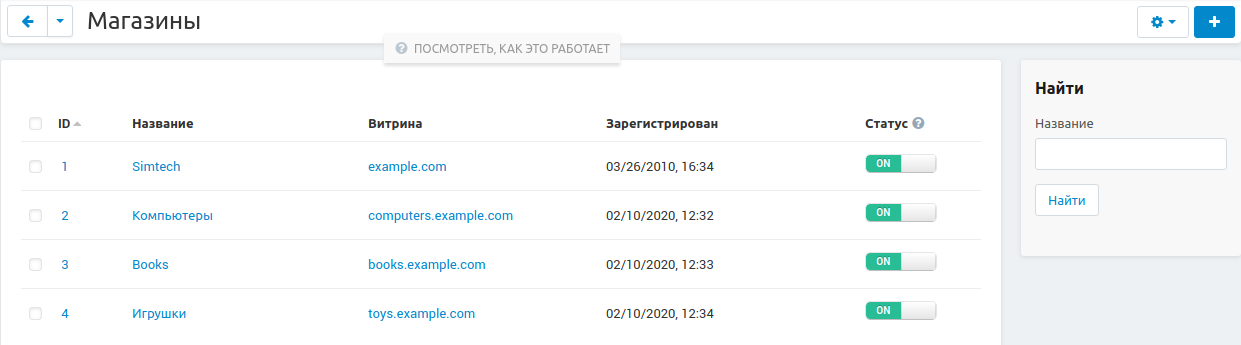 Магазины
ПОСМОТРЕТЬ, КАК ЭТО РАБОТАЕТ
ID Название Витрина Зарегистрирован Статус
1 Simtech example.com 03/26/2010, 16:34 ON
2 Компьютеры computers.example.com 02/10/2020, 12:32 ON
3 Books books.example.com 02/10/2020, 12:33 ON
4 Игрушки toys.example.com 02/10/2020, 12:34 ON
Найти
Название
Найти